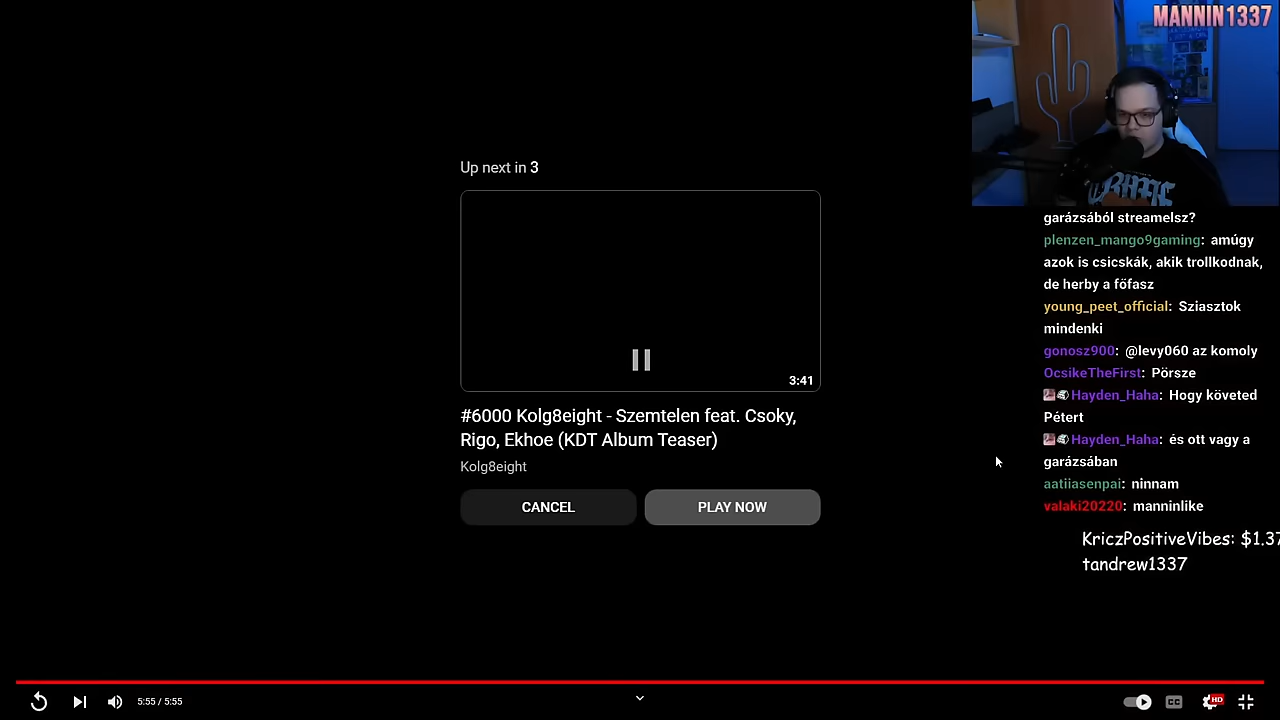 MANNIN1337
Up next in 3
3:41
#6000 Kolg8eight - Szemtelen feat. Csoky,
Rigo, Ekhoe (KDT Album Teaser)
Kolg8eight
CANCEL
PLAY NOW
garázsából streamelsz?
plenzen_mango9gaming: amúgy
azok is csicskák, akik trollkodnak,
de herby a főfasz
young_peet_official: Sziasztok
mindenki
gonosz900: @levy060 az komoly
OcsikeTheFirst: Pörsze
Hayden_Haha: Hogy követed
Pétert
Hayden_Haha: és ott vagy a
garázsában
aatiiasenpai: ninnam
valaki20220: manninlike
KriczPositiveVibes: $1.37
tandrew1337
5:55 / 5:55
CC
HD